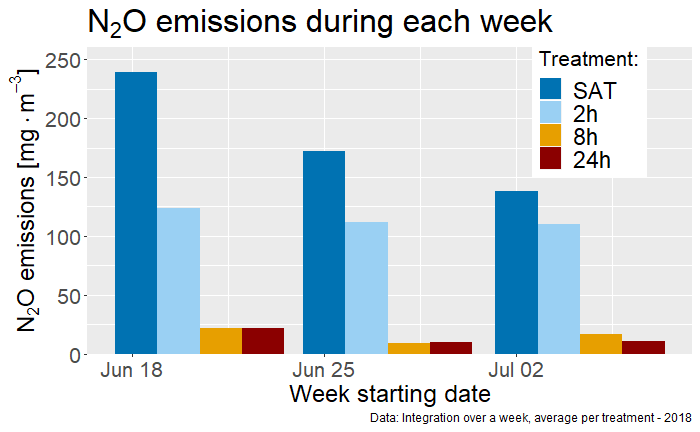 N₂O emissions during each week
Treatment:
SAT
2h
8h
24h
N₂O emissions [mg · m⁻³]
250
200
150
100
50
0
Jun 18 Jun 25 Jul 02
Week starting date
Data: Integration over a week, average per treatment - 2018